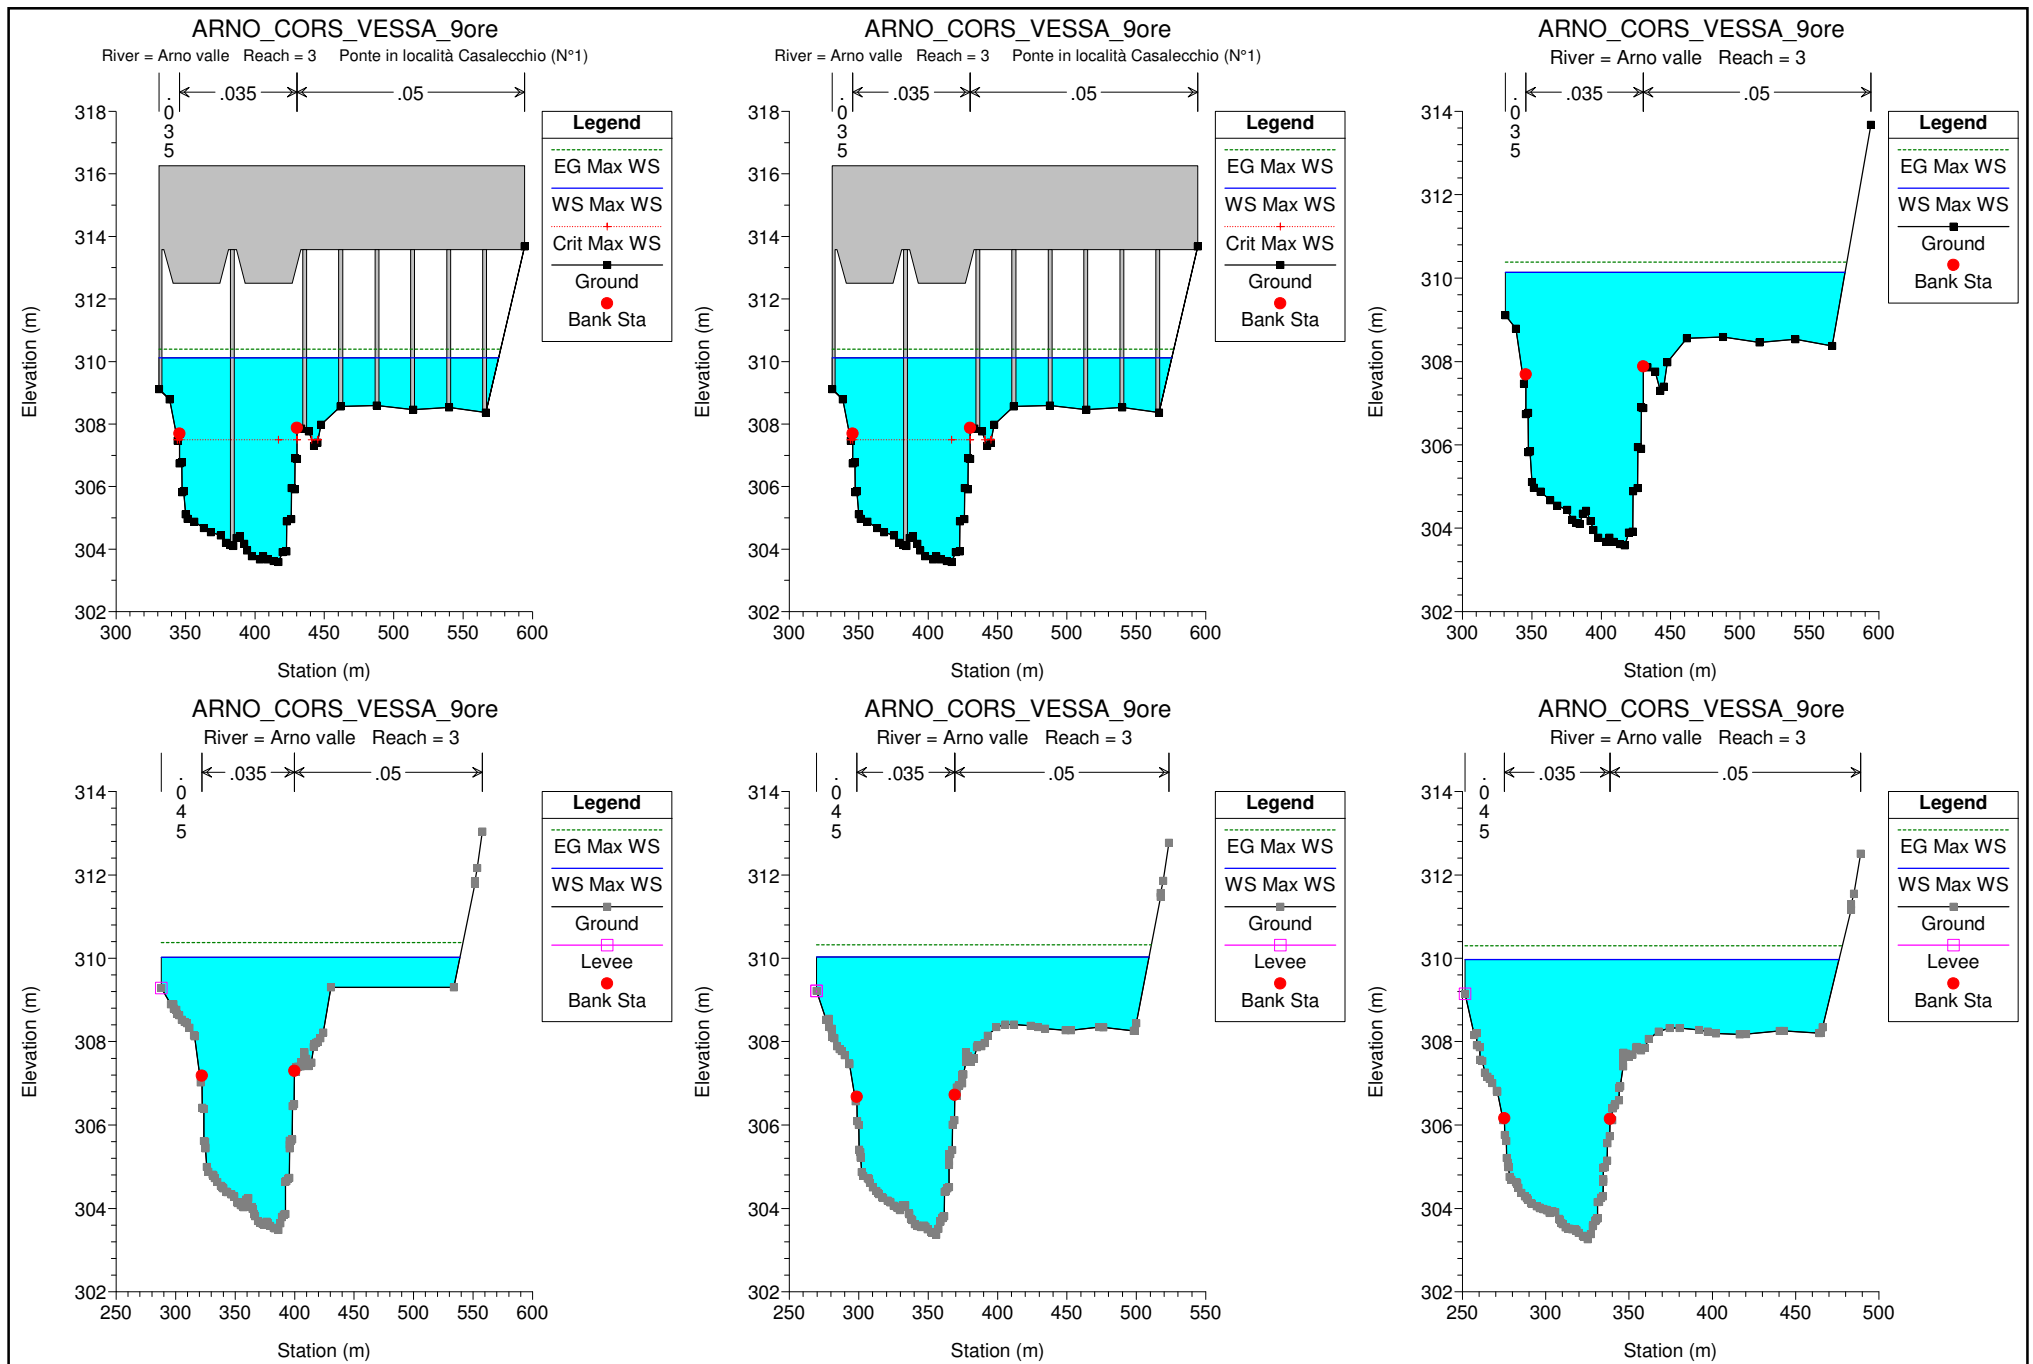 ARNO_CORS_VESSA_9ore
River = Arno valle Reach = 3 Ponte in località Casalecchio (N°1)
.035
.035
.05
Legend
EG Max WS
WS Max WS
Crit Max WS
Ground
Bank Sta
318
316
314
312
310
308
306
304
302
300 350 400 450 500 550 600
Elevation (m)
Station (m)
ARNO_CORS_VESSA_9ore
River = Arno valle Reach = 3 Ponte in località Casalecchio (N°1)
.035
.035
.05
Legend
EG Max WS
WS Max WS
Crit Max WS
Ground
Bank Sta
318
316
314
312
310
308
306
304
302
300 350 400 450 500 550 600
Elevation (m)
Station (m)
ARNO_CORS_VESSA_9ore
River = Arno valle Reach = 3
.035
.035
.05
Legend
EG Max WS
WS Max WS
Ground
Bank Sta
314
312
310
308
306
304
302
300 350 400 450 500 550 600
Elevation (m)
Station (m)
ARNO_CORS_VESSA_9ore
River = Arno valle Reach = 3
.045
.035
.05
Legend
EG Max WS
WS Max WS
Ground
Levee
Bank Sta
314
312
310
308
306
304
302
250 300 350 400 450 500 550 600
Elevation (m)
Station (m)
ARNO_CORS_VESSA_9ore
River = Arno valle Reach = 3
.045
.035
.05
Legend
EG Max WS
WS Max WS
Ground
Levee
Bank Sta
314
312
310
308
306
304
302
250 300 350 400 450 500 550
Elevation (m)
Station (m)
ARNO_CORS_VESSA_9ore
River = Arno valle Reach = 3
.045
.035
.05
Legend
EG Max WS
WS Max WS
Ground
Levee
Bank Sta
314
312
310
308
306
304
302
250 300 350 400 450 500
Elevation (m)
Station (m)